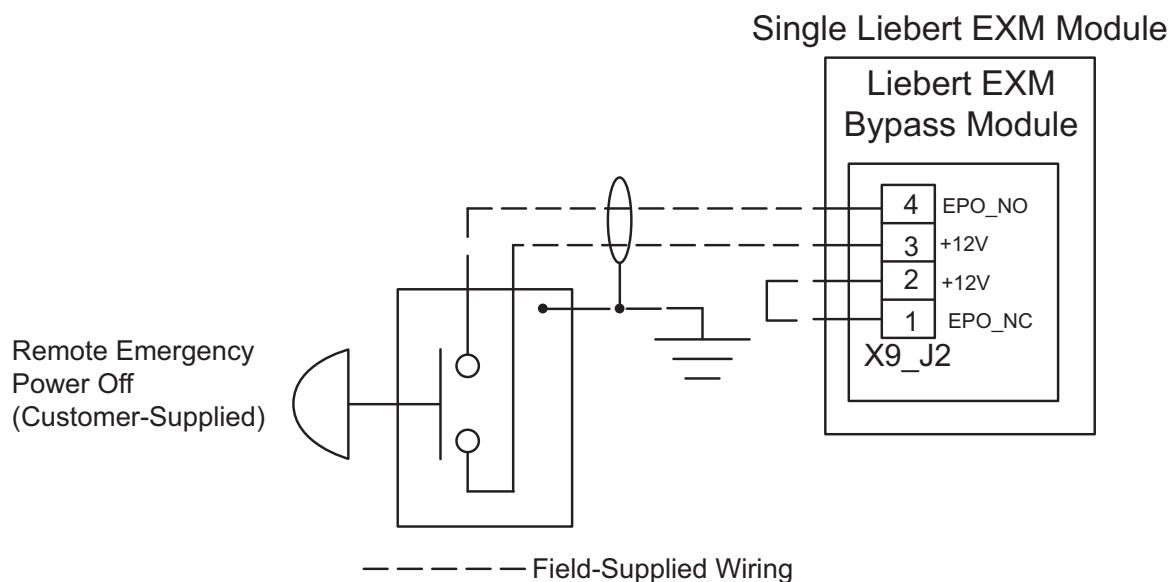 Single Liebert EXM Module
Liebert EXM
Bypass Module
4 EPO_NO
3 +12V
2 +12V
1 EPO_NC
X9_J2
Remote Emergency
Power Off
(Customer-Supplied)
Field-Supplied Wiring